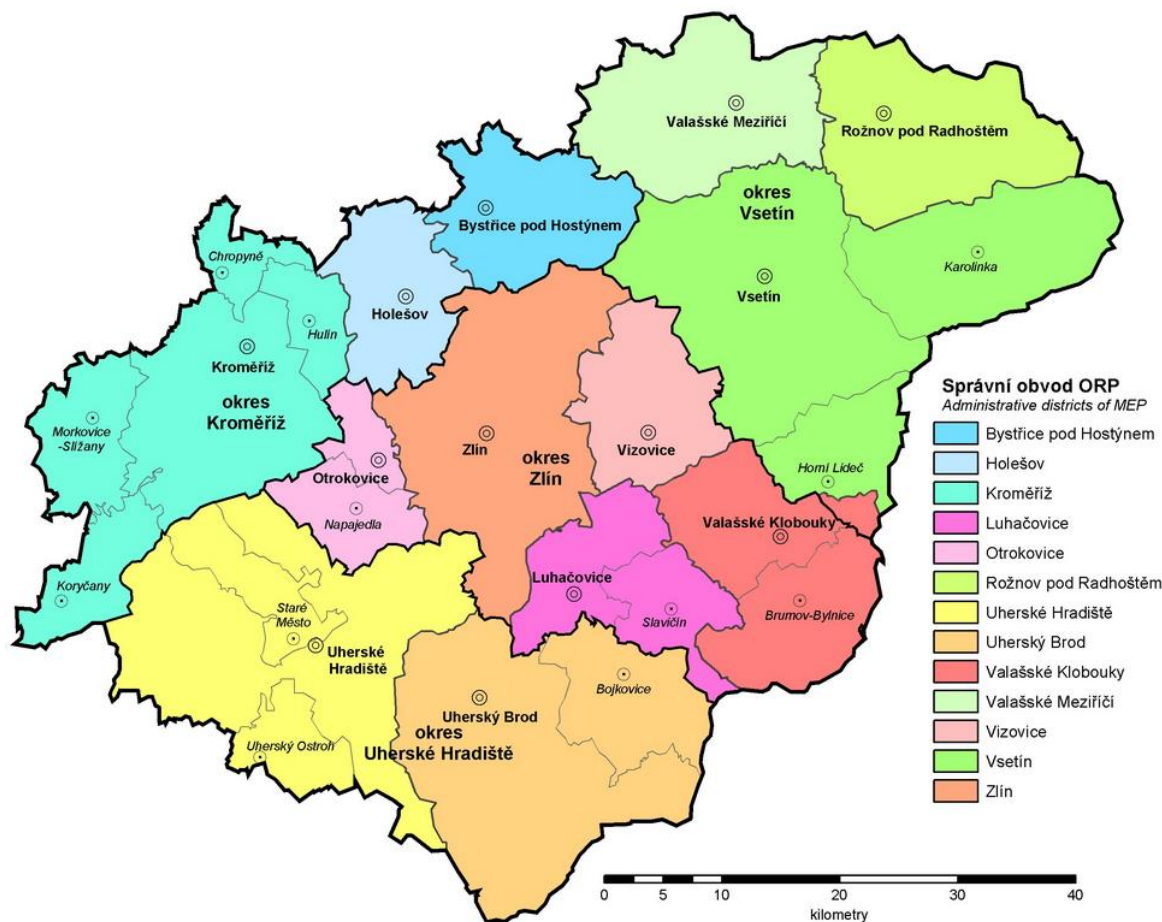 Valašské Meziříčí
Rožnov pod Radhoštěm
okres
Vsetín
Bystřice pod Hostýnem
Karolinka
Chropyně
Vsetín
Holešov
Hulín
Kroměříž
okres
Kroměříž
Morkovice
-Slížany
Zlín
okres
Zlín
Vizovice
Otrokovice
Napajedla
Horní Lideč
Valašské Klobouky
Koryčany
Luhačovice
Brumov-Bylnice
Staré
Město
Slavičín
Uherské
Hradiště
Bojkovice
Uherský Brod
okres
Uherské Hradiště
Uherský Ostroh
Správní obvod ORP
Administrative districts of MEP
Bystřice pod Hostýnem
Holešov
Kroměříž
Luhačovice
Otrokovice
Rožnov pod Radhoštěm
Uherské Hradiště
Uherský Brod
Valašské Klobouky
Valašské Meziříčí
Vizovice
Vsetín
Zlín
0 5 10 20 30 40
kilometry